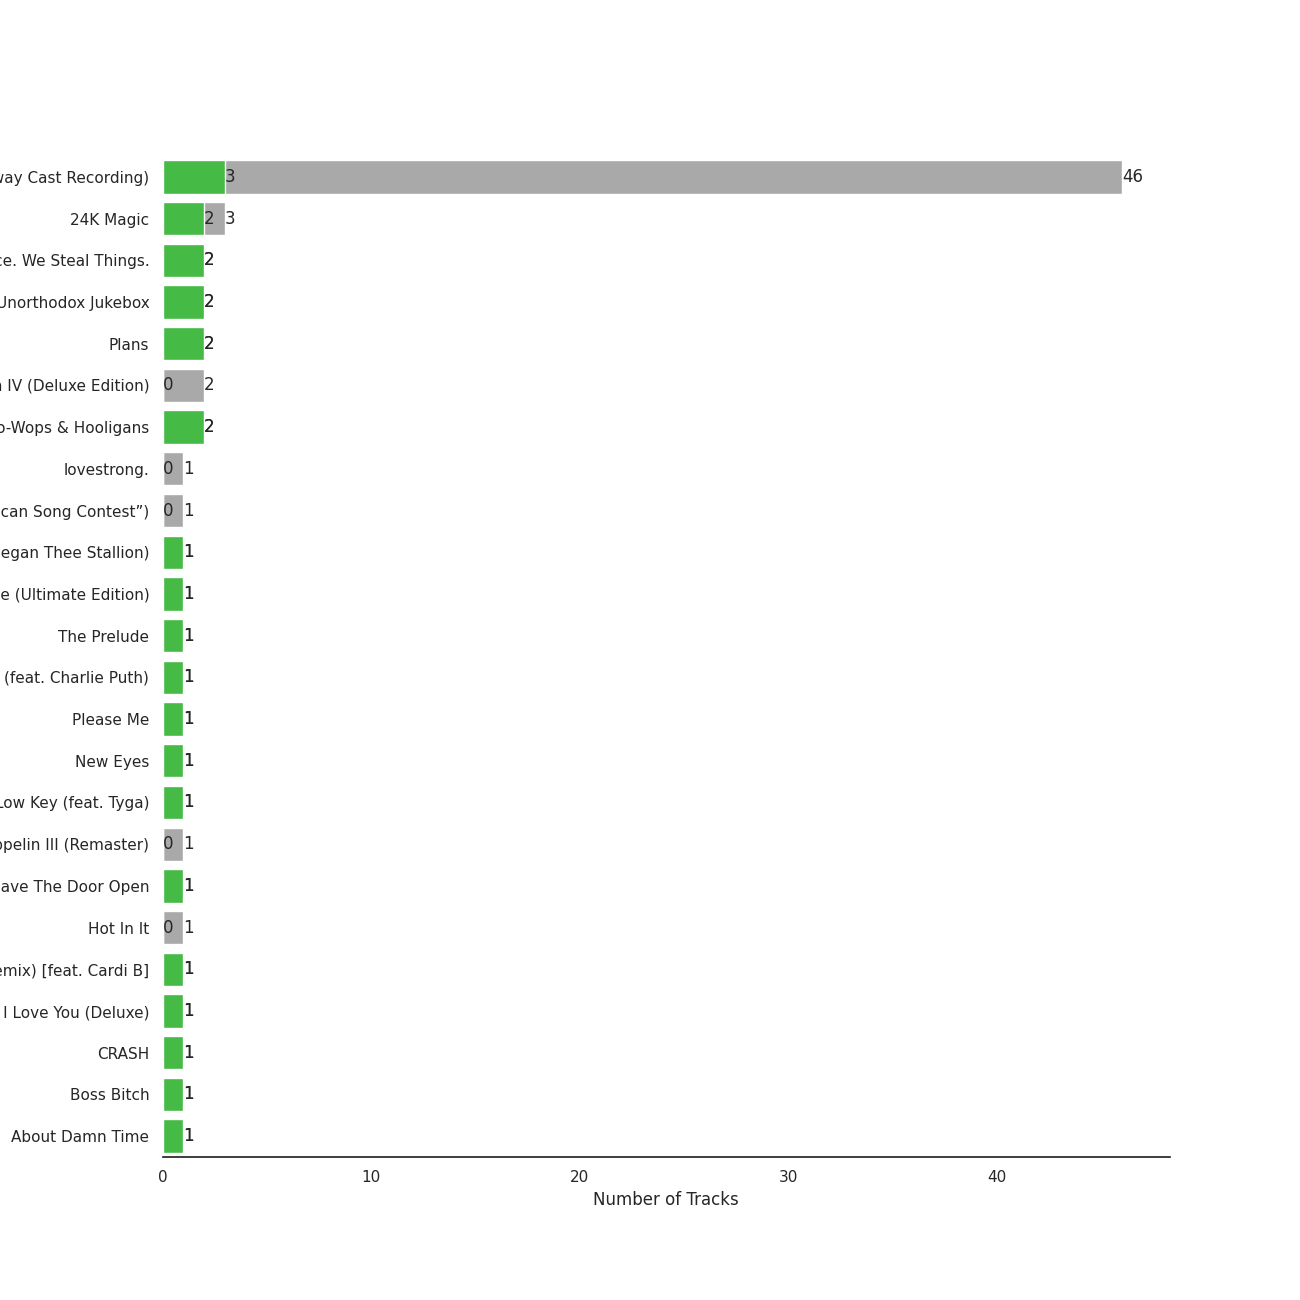 way Cast Recording) 3 46
24K Magic 2 3
ce. We Steal Things. 2
Unorthodox Jukebox 2
Plans 2
IV (Deluxe Edition) 0 2
o-Wops & Hooligans 2
lovestrong. 0 1
can Song Contest”) 0 1
egan Thee Stallion) 1
e (Ultimate Edition) 1
The Prelude 1
(feat. Charlie Puth) 1
Please Me 1
New Eyes 1
Low Key (feat. Tyga) 1
ppelin III (Remaster) 0 1
ave The Door Open 1
Hot In It 0 1
emix) [feat. Cardi B] 1
I Love You (Deluxe) 1
CRASH 1
Boss Bitch 1
About Damn Time 1
0 10 20 30 40
Number of Tracks